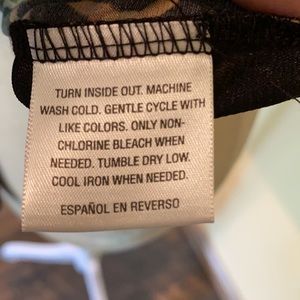 TURN INSIDE OUT. MACHINE
WASH COLD. GENTLE CYCLE WITH
LIKE COLORS. ONLY NON-
CHLORINE BLEACH WHEN
NEEDED. TUMBLE DRY LOW.
COOL IRON WHEN NEEDED.
ESPAÑOL EN REVERSO